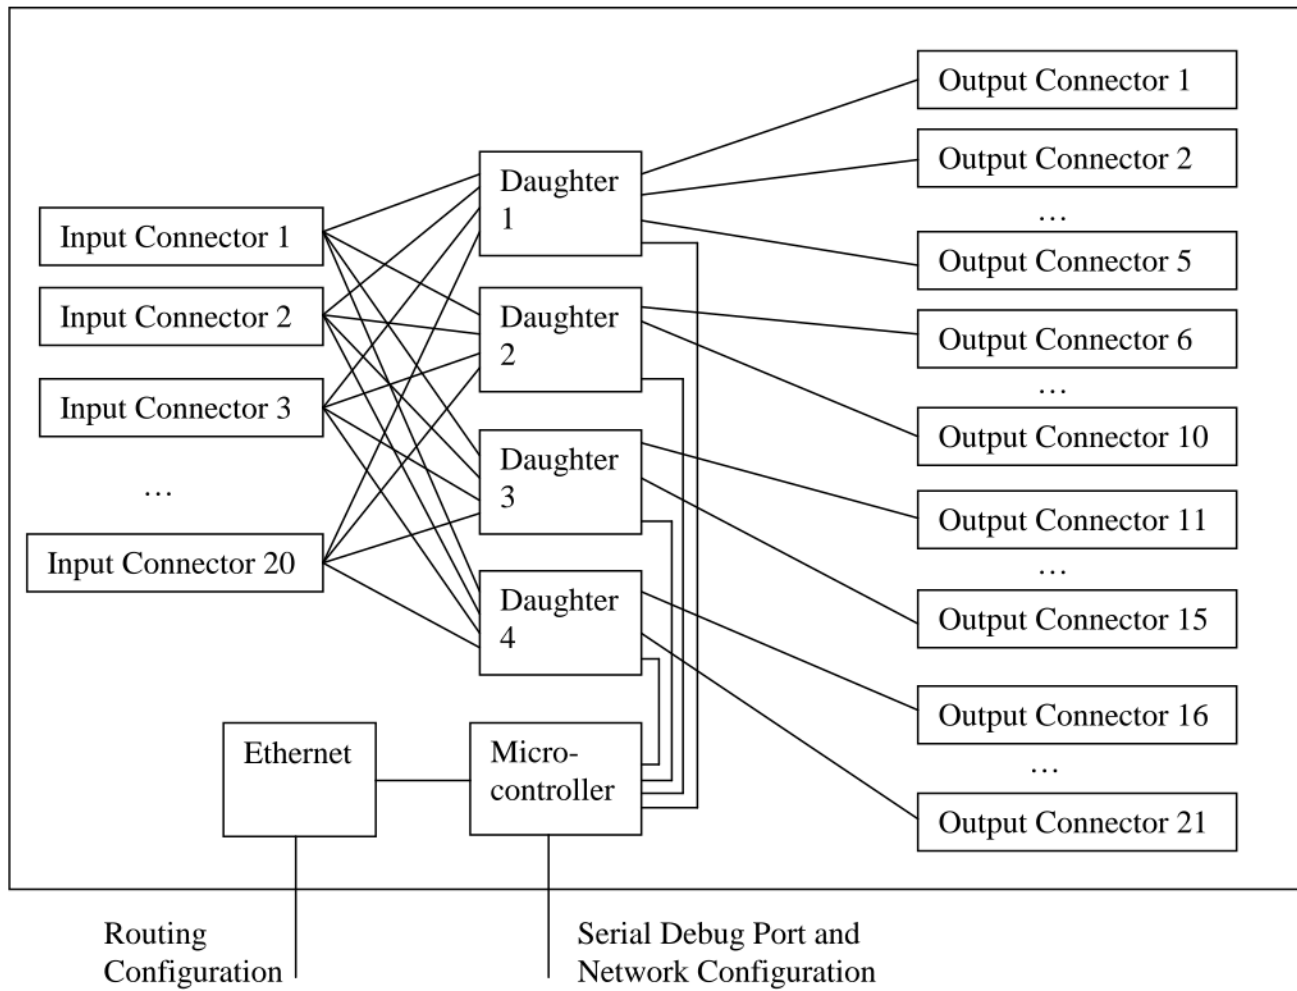 Input Connector 1
Input Connector 2
Input Connector 3
…
Input Connector 20
Daughter
1
Daughter
2
Daughter
3
Daughter
4
Output Connector 1
Output Connector 2
…
Output Connector 5
Output Connector 6
…
Output Connector 10
Output Connector 11
…
Output Connector 15
Output Connector 16
…
Output Connector 21
Ethernet
Micro-
controller
Routing
Configuration
Serial Debug Port and
Network Configuration